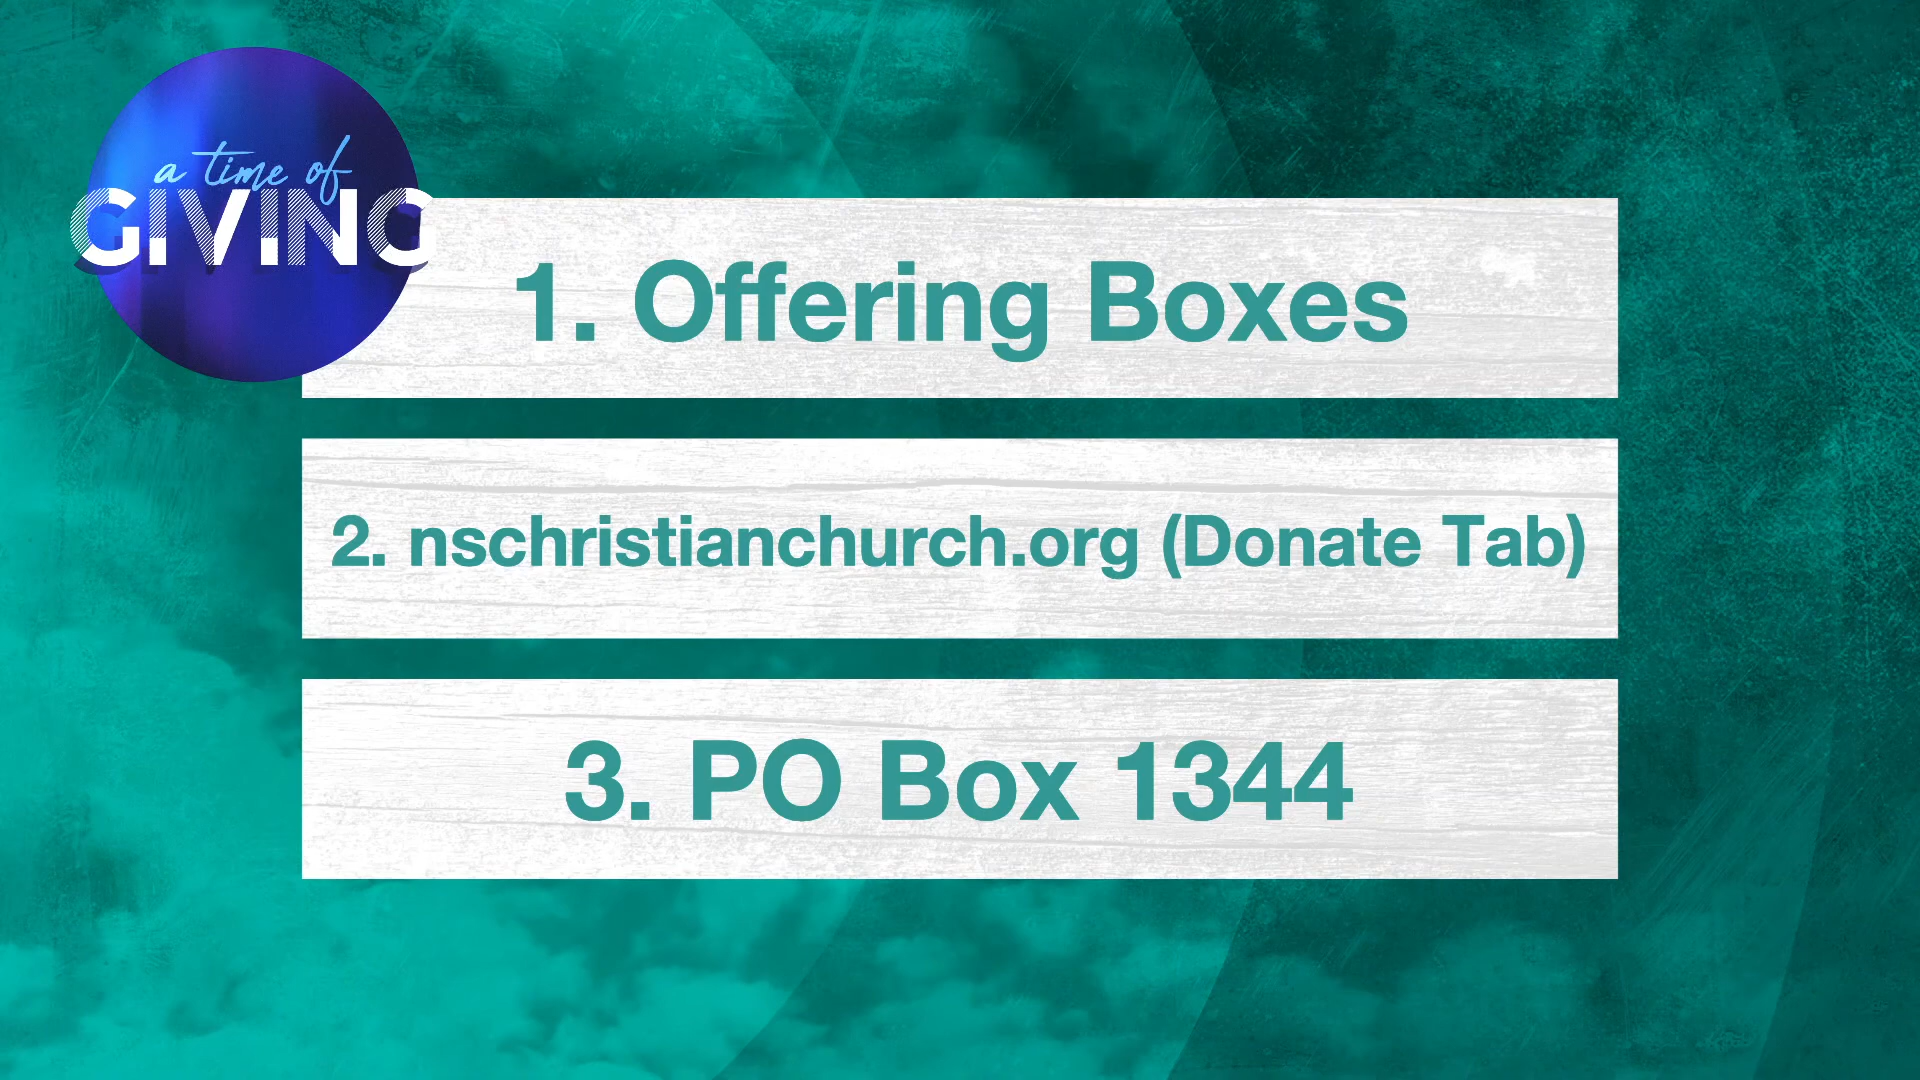 a time of
GIVING
1. Offering Boxes
2. nschristianchurch.org (Donate Tab)
3. PO Box 1344